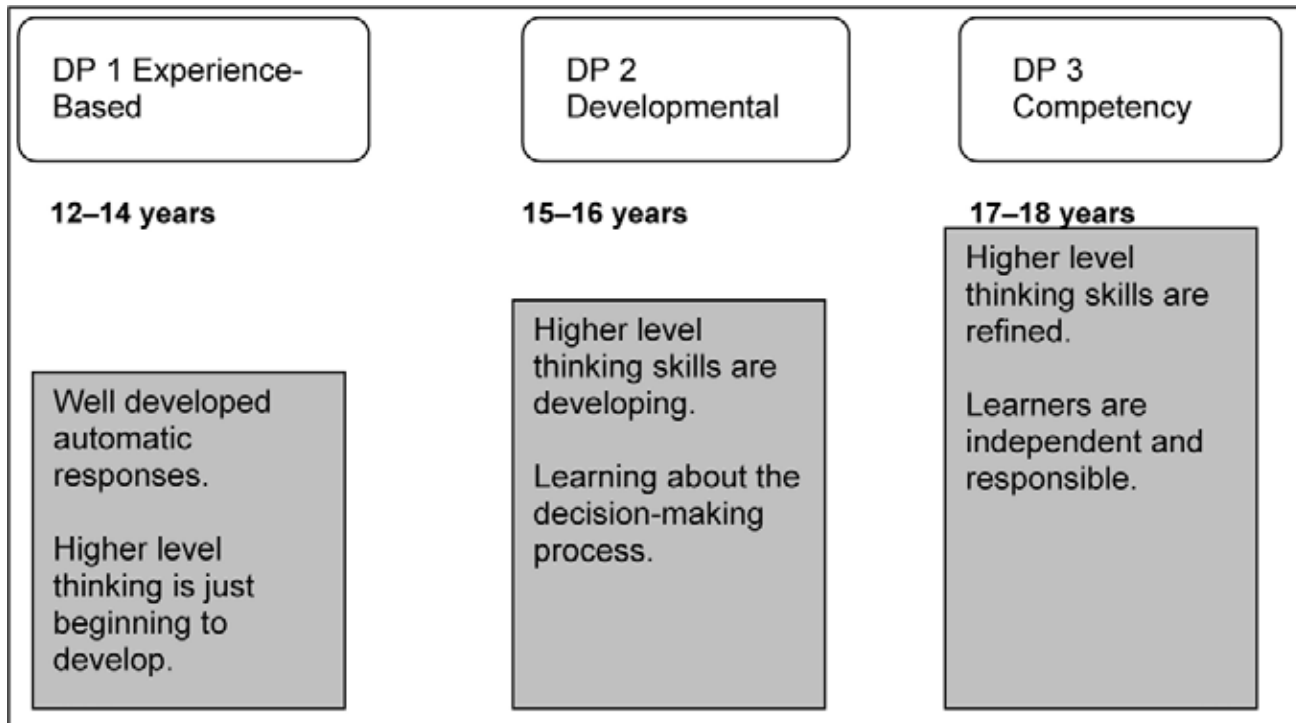 DP 1 Experience-
Based
DP 2
Developmental
DP 3
Competency
12–14 years
15–16 years
17–18 years
Well developed
automatic
responses.
Higher level
thinking is just
beginning to
develop.
Higher level
thinking skills are
developing.
Learning about the
decision-making
process.
Higher level
thinking skills are
refined.
Learners are
independent and
responsible.